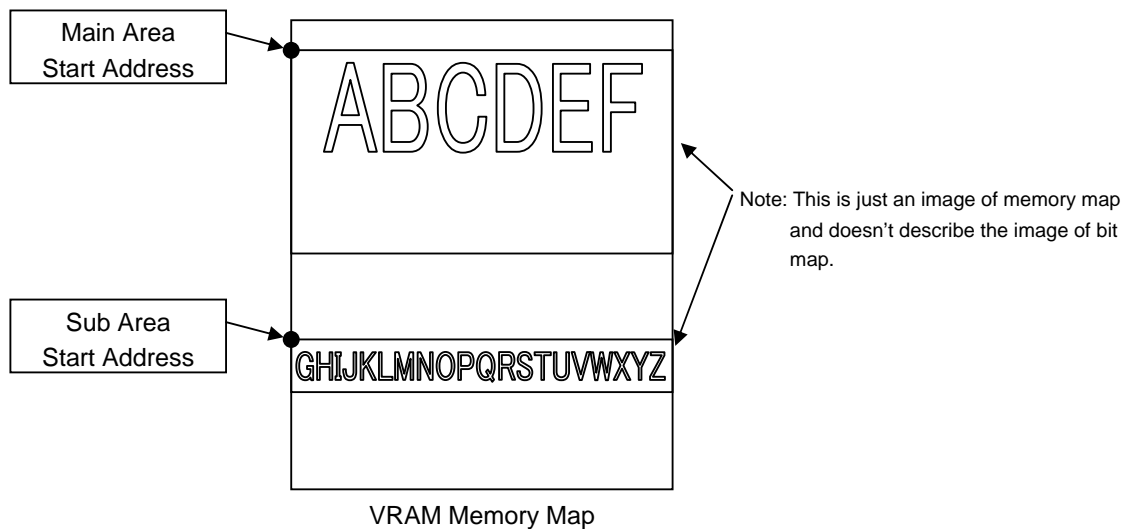 Main Area
Start Address
ABCDEF
Note: This is just an image of memory map
and doesn’t describe the image of bit
map.
Sub Area
Start Address
GHIJKLMNOPQRSTUVWXYZ
VRAM Memory Map